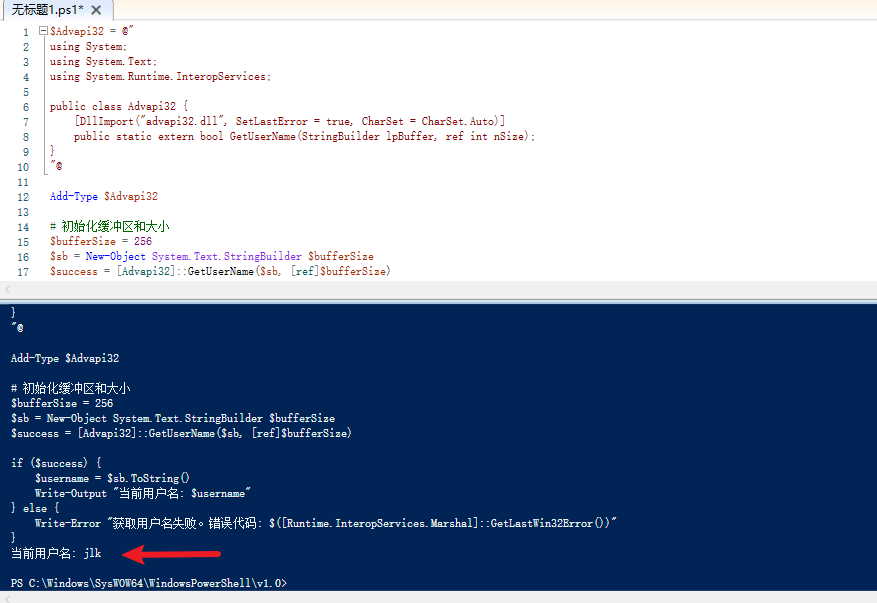 无标题1.ps1* X
1 $Advapi32 = @"
2 using System;
3 using System.Text;
4 using System.Runtime.InteropServices;
5
6 public class Advapi32 {
7 [DllImport("advapi32.dll", SetLastError = true, CharSet = CharSet.Auto)]
8 public static extern bool GetUserName(StringBuilder lpBuffer, ref int nSize);
9 }
10 "@
11
12 Add-Type $Advapi32
13
14 # 初始化缓冲区和大小
15 $bufferSize = 256
16 $sb = New-Object System.Text.StringBuilder $bufferSize
17 $success = [Advapi32]::GetUserName($sb, [ref]$bufferSize)
}
"@
Add-Type $Advapi32
# 初始化缓冲区和大小
$bufferSize = 256
$sb = New-Object System.Text.StringBuilder $bufferSize
$success = [Advapi32]::GetUserName($sb, [ref]$bufferSize)
if ($success) {
$username = $sb.ToString()
Write-Output "当前用户名: $username"
} else {
Write-Error "获取用户名失败。错误代码: $([Runtime.InteropServices.Marshal]::GetLastWin32Error())"
}
当前用户名: jlk
PS C:\Windows\SysWOW64\WindowsPowerShell\v1.0>